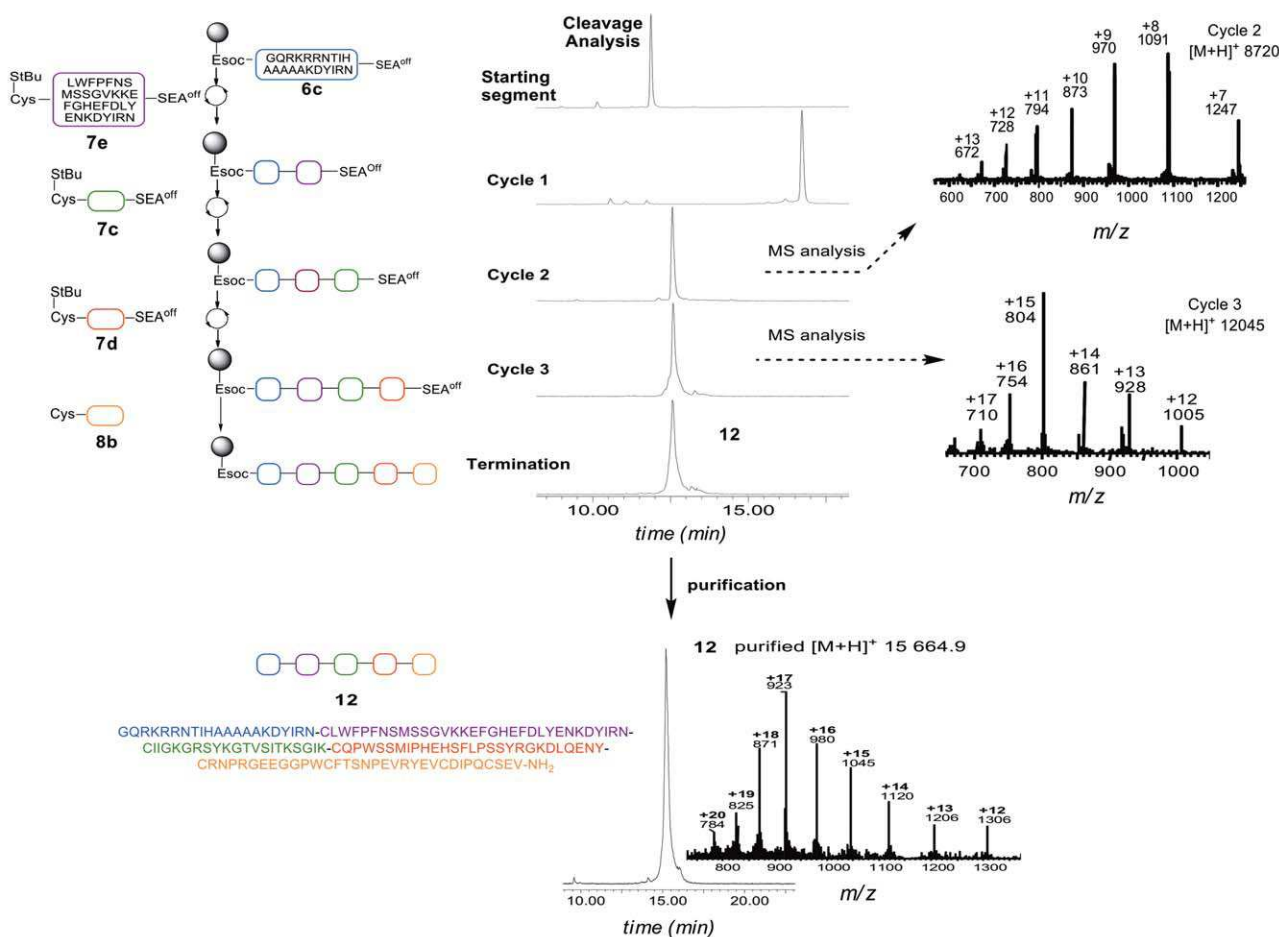 StBu
Cys
LWFPFNS
MSSGVKKE
FGHEFDLY
ENKDYIRN
SEAoff
7e
Esoc
GQRKRRNTIH
AAAAAKDYIRN
SEAoff
6c
Esoc
SEAOff
StBu
Cys
SEAoff
7c
Esoc
SEAoff
StBu
Cys
SEAoff
7d
Esoc
SEAoff
Cys
8b
Esoc
Cleavage
Analysis
Starting
segment
Cycle 1
Cycle 2
Cycle 3
12
Termination
10.00
15.00
time (min)
MS analysis
MS analysis
Cycle 2
[M+H]+ 8720
+13
672
+12
728
+11
794
+10
873
+9
970
+8
1091
+7
1247
600 700 800 900 1000 1100 1200
m/z
Cycle 3
[M+H]+ 12045
+17
710
+16
754
+15
804
+14
861
+13
928
+12
1005
700 800 900 1000
m/z
purification
12
GQRKRRNTIHAAAAAKDYIRN-CLWFPFNSMSSGVKKEFGHEFDLYENKDYIRN-
CIIGKGRSYKGTVSITKSGIK-CQPWSSMIPHEHSFLPSSYRGKDLQENY-
CRNPRGEEGGPWCFTSNPEVRYEVCDIPQCSEV-NH2
12 purified [M+H]+ 15 664.9
+20
784
+19
825
+18
871
+17
923
+16
980
+15
1045
+14
1120
+13
1206
+12
1306
800 900 1000 1100 1200 1300
m/z
10.00 15.00 20.00
time (min)